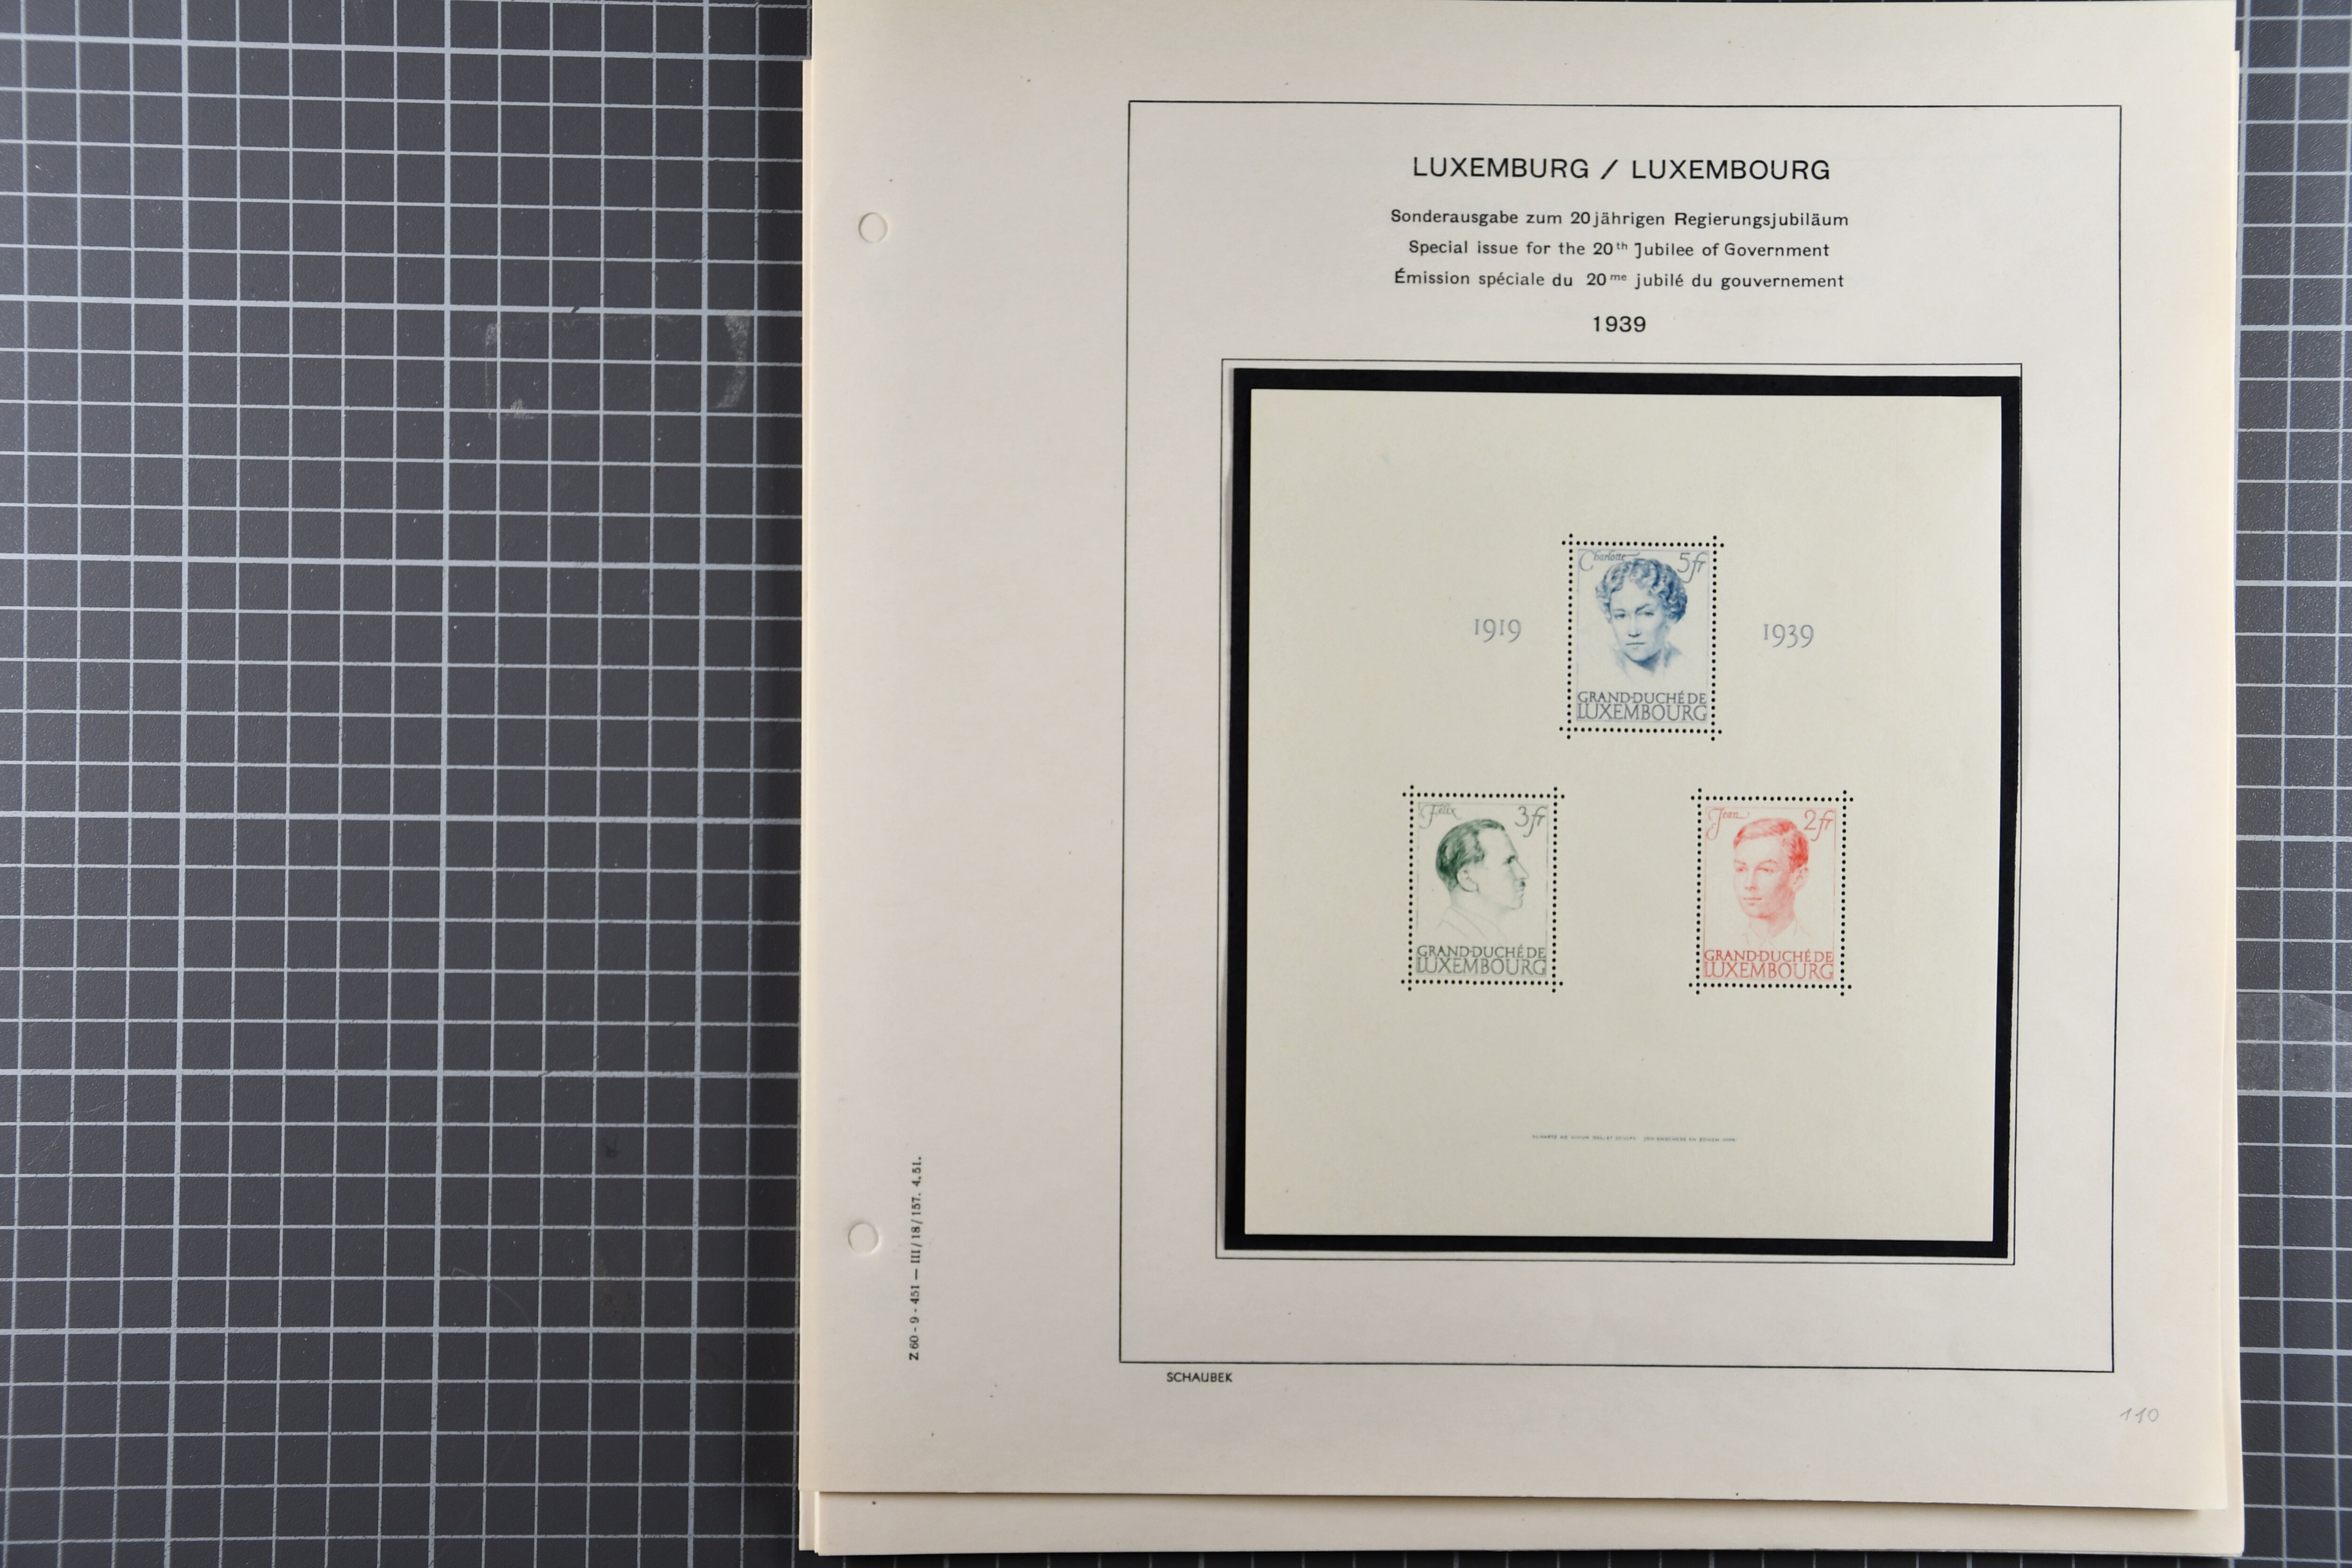 LUXEMBURG / LUXEMBOURG
Sonderausgabe zum 20jährigen Regierungsjubiläum
Special issue for the 20th Jubilee of Government
Émission spéciale du 20me jubilé du gouvernement
1939
Charlotte 5fr
1919
1939
GRAND-DUCHÉ DE
LUXEMBOURG
Félix 3fr
GRAND-DUCHÉ DE
LUXEMBOURG
Jean 2fr
GRAND-DUCHÉ DE
LUXEMBOURG
Z 60 - 9 - 451 — III/18/157. 4.51.
SCHAUBEK
110